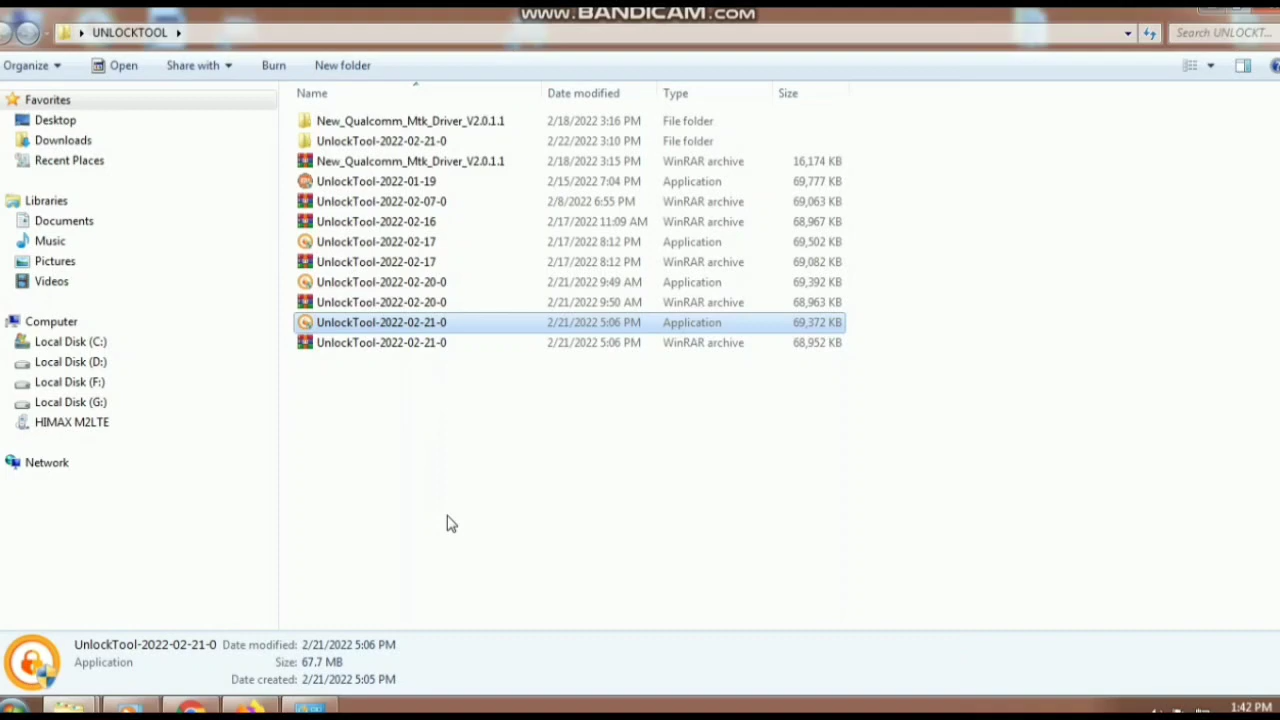 www.BANDICAM.com
UNLOCKTOOL
Search UNLOCKT...
Organize Open Share with Burn New folder
Name Date modified Type Size
Favorites
Desktop
Downloads
Recent Places
Libraries
Documents
Music
Pictures
Videos
Computer
Local Disk (C:)
Local Disk (D:)
Local Disk (F:)
Local Disk (G:)
HIMAX M2LTE
Network
New_Qualcomm_Mtk_Driver_V2.0.1.1 2/18/2022 3:16 PM File folder
UnlockTool-2022-02-21-0 2/22/2022 3:10 PM File folder
New_Qualcomm_Mtk_Driver_V2.0.1.1 2/18/2022 3:15 PM WinRAR archive 16,174 KB
UnlockTool-2022-01-19 2/15/2022 7:04 PM Application 69,777 KB
UnlockTool-2022-02-07-0 2/8/2022 6:55 PM WinRAR archive 69,063 KB
UnlockTool-2022-02-16 2/17/2022 11:09 AM WinRAR archive 68,967 KB
UnlockTool-2022-02-17 2/17/2022 8:12 PM Application 69,502 KB
UnlockTool-2022-02-17 2/17/2022 8:12 PM WinRAR archive 69,082 KB
UnlockTool-2022-02-20-0 2/21/2022 9:49 AM Application 69,392 KB
UnlockTool-2022-02-20-0 2/21/2022 9:50 AM WinRAR archive 68,963 KB
UnlockTool-2022-02-21-0 2/21/2022 5:06 PM Application 69,372 KB
UnlockTool-2022-02-21-0 2/21/2022 5:06 PM WinRAR archive 68,952 KB
UnlockTool-2022-02-21-0 Date modified: 2/21/2022 5:06 PM
Application Size: 67.7 MB
Date created: 2/21/2022 5:05 PM
1:42 PM